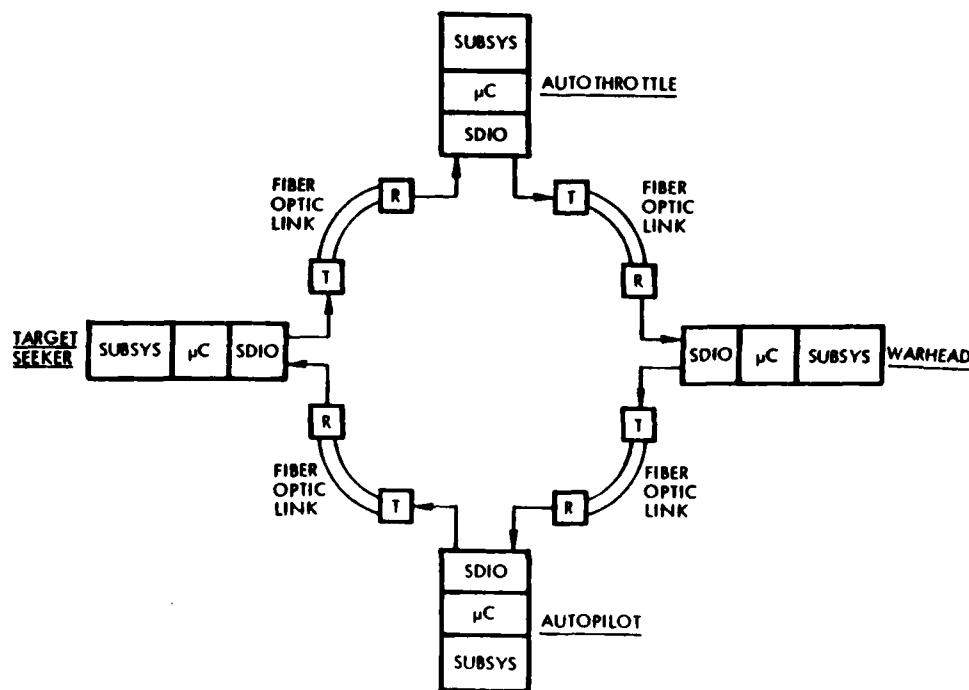 SUBSYS
µC
SDIO
AUTOTHROTTLE
FIBER
OPTIC
LINK
R
T
T
FIBER
OPTIC
LINK
R
TARGET
SEEKER
SUBSYS µC SDIO
SDIO µC SUBSYS
WARHEAD
R
FIBER
OPTIC
LINK
T
T
FIBER
OPTIC
LINK
R
SDIO
µC
SUBSYS
AUTOPILOT